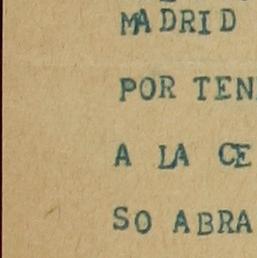 MADRID
POR TEN
A LA CE
SO ABRA